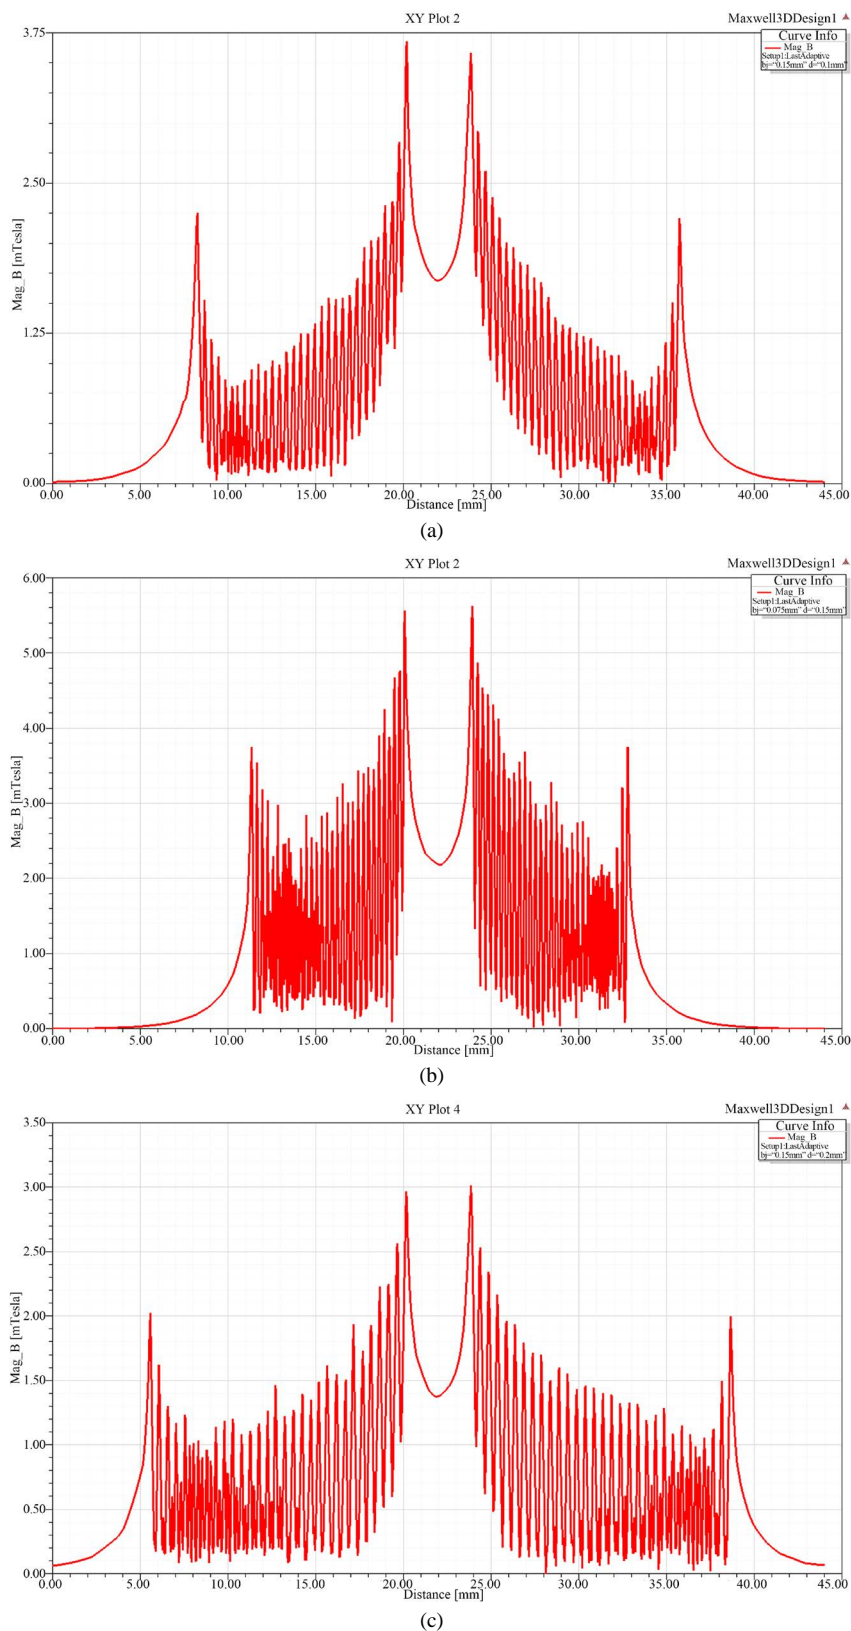 XY Plot 2
Maxwell3DDesign1
Curve Info
Mag_B
Setup1:LastAdaptive
bj="0.15mm" d="0.1mm"
3.75
2.50
1.25
0.00
Mag_B [mTesla]
0.00 5.00 10.00 15.00 20.00 25.00 30.00 35.00 40.00 45.00
Distance [mm]
(a)
XY Plot 2
Maxwell3DDesign1
Curve Info
Mag_B
Setup1:LastAdaptive
bj="0.075mm" d="0.15mm"
6.00
5.00
4.00
3.00
2.00
1.00
0.00
Mag_B [mTesla]
0.00 5.00 10.00 15.00 20.00 25.00 30.00 35.00 40.00 45.00
Distance [mm]
(b)
XY Plot 4
Maxwell3DDesign1
Curve Info
Mag_B
Setup1:LastAdaptive
bj="0.15mm" d="0.2mm"
3.50
3.00
2.50
2.00
1.50
1.00
0.50
0.00
Mag_B [mTesla]
0.00 5.00 10.00 15.00 20.00 25.00 30.00 35.00 40.00 45.00
Distance [mm]
(c)